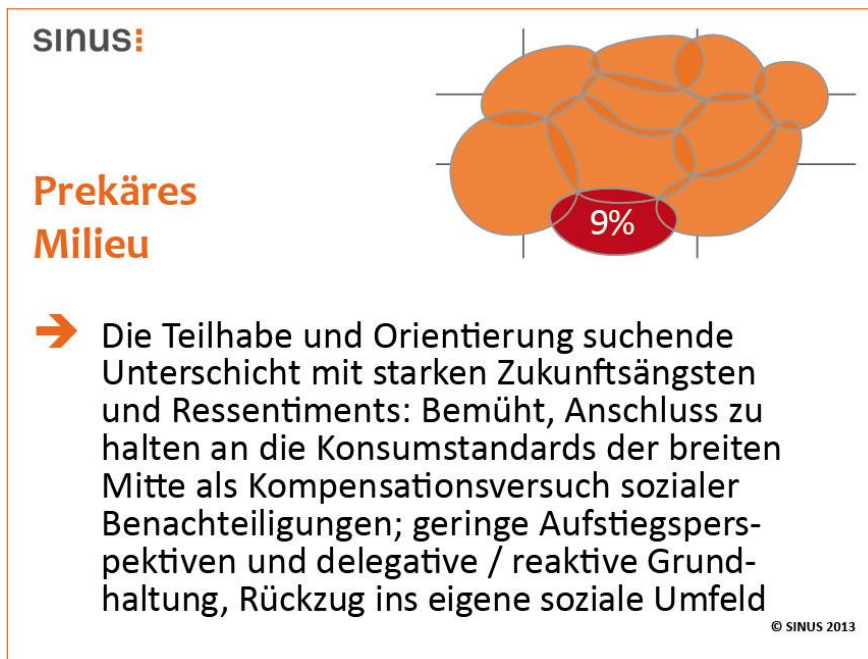 sinus:
Prekäres
Milieu
9%
Die Teilhabe und Orientierung suchende
Unterschicht mit starken Zukunftsängsten
und Ressentiments: Bemüht, Anschluss zu
halten an die Konsumstandards der breiten
Mitte als Kompensationsversuch sozialer
Benachteiligungen; geringe Aufstiegspers-
pektiven und delegative / reaktive Grund-
haltung, Rückzug ins eigene soziale Umfeld
© SINUS 2013